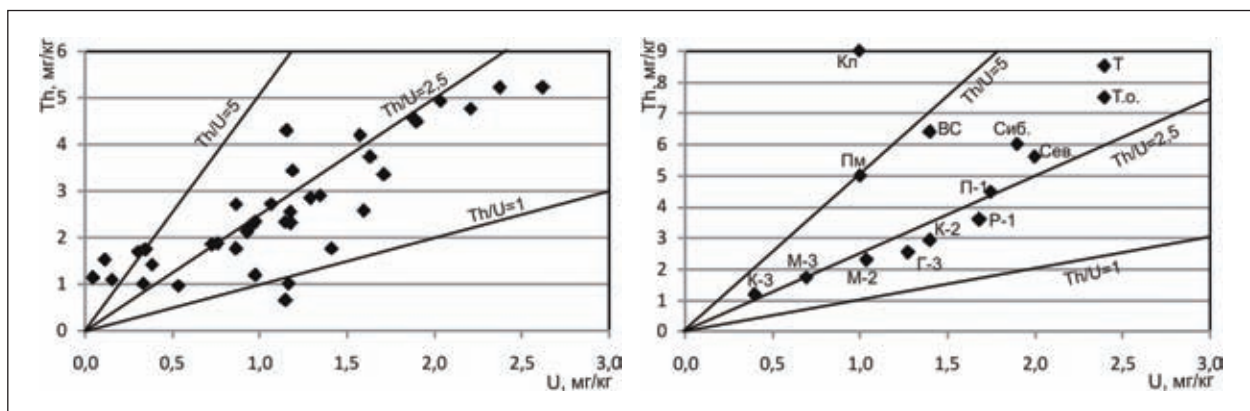 Th, мг/кг
6
5
4
3
2
1
0
0,0
0,5
1,0
1,5
2,0
2,5
3,0
U, мг/кг
Th/U=5
Th/U=2,5
Th/U=1
Th, мг/кг
9
8
7
6
5
4
3
2
1
0
0,0
0,5
1,0
1,5
2,0
2,5
3,0
U, мг/кг
Кл
Th/U=5
Т
Т.о.
ВС
Сиб.
Сев.
Th/U=2,5
Пм
П-1
Р-1
К-2
М-3
Г-3
М-2
К-3
Th/U=1